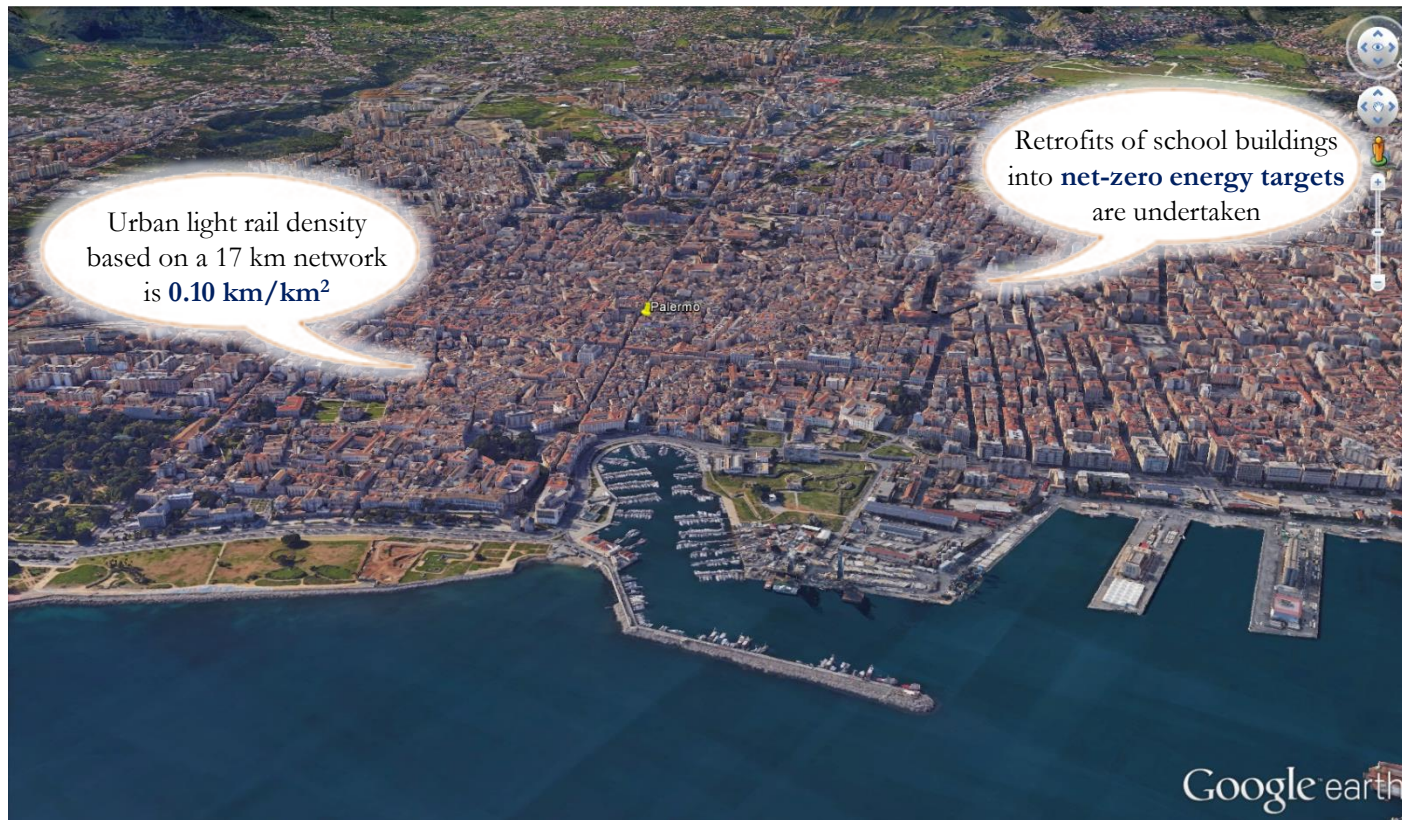 Urban light rail density
based on a 17 km network
is 0.10 km/km²
Retrofits of school buildings
into net-zero energy targets
are undertaken
Palermo
Google earth